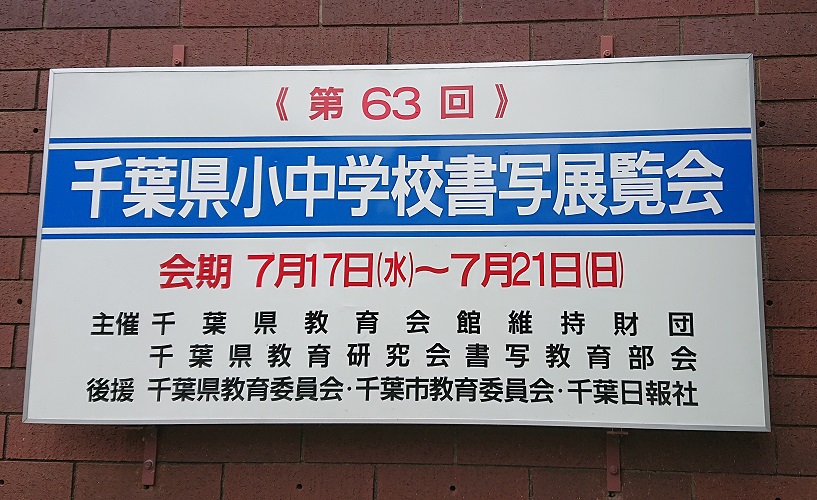 《第63回》
千葉県小中学校書写展覧会
会期 7月17日(水)〜7月21日(日)
主催 千葉県教育会館維持財団
千葉県教育研究会書写教育部会
後援 千葉県教育委員会・千葉市教育委員会・千葉日報社